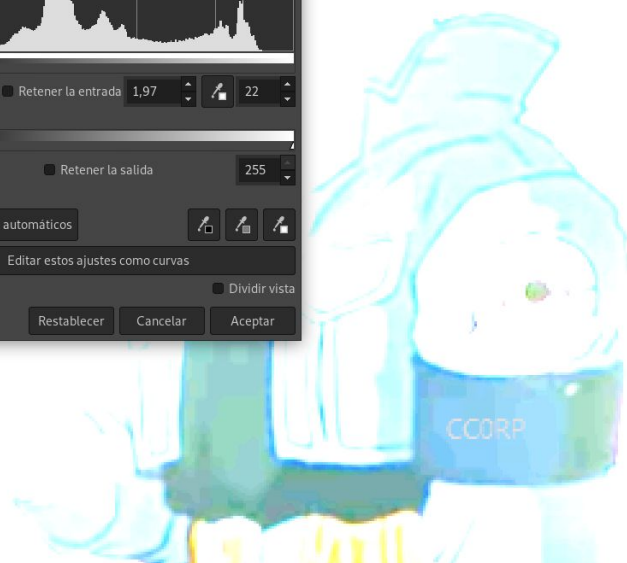 Retener la entrada 1,97 22
Retener la salida 255
automáticos
Editar estos ajustes como curvas
Dividir vista
Restablecer Cancelar Aceptar
CCORP